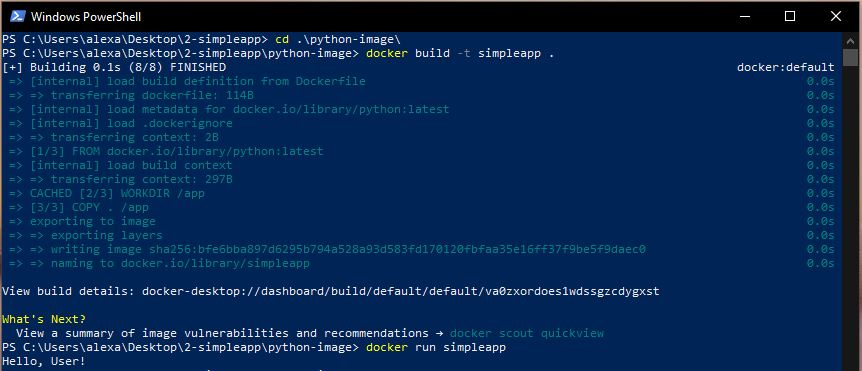 Windows PowerShell
PS C:\Users\alexa\Desktop\2-simpleapp> cd .\python-image\
PS C:\Users\alexa\Desktop\2-simpleapp\python-image> docker build -t simpleapp .
[+] Building 0.1s (8/8) FINISHED docker:default
=> [internal] load build definition from Dockerfile 0.0s
=> => transferring dockerfile: 114B 0.0s
=> [internal] load metadata for docker.io/library/python:latest 0.0s
=> [internal] load .dockerignore 0.0s
=> => transferring context: 2B 0.0s
=> [1/3] FROM docker.io/library/python:latest 0.0s
=> [internal] load build context 0.0s
=> => transferring context: 297B 0.0s
=> CACHED [2/3] WORKDIR /app 0.0s
=> [3/3] COPY . /app 0.0s
=> exporting to image 0.0s
=> => exporting layers 0.0s
=> => writing image sha256:bfe6bba897d6295b794a528a93d583fd170120fbfaa35e16ff37f9be5f9daec0 0.0s
=> => naming to docker.io/library/simpleapp 0.0s
View build details: docker-desktop://dashboard/build/default/default/va0zxordoes1wdssgzcdygxst
What's Next?
View a summary of image vulnerabilities and recommendations → docker scout quickview
PS C:\Users\alexa\Desktop\2-simpleapp\python-image> docker run simpleapp
Hello, User!